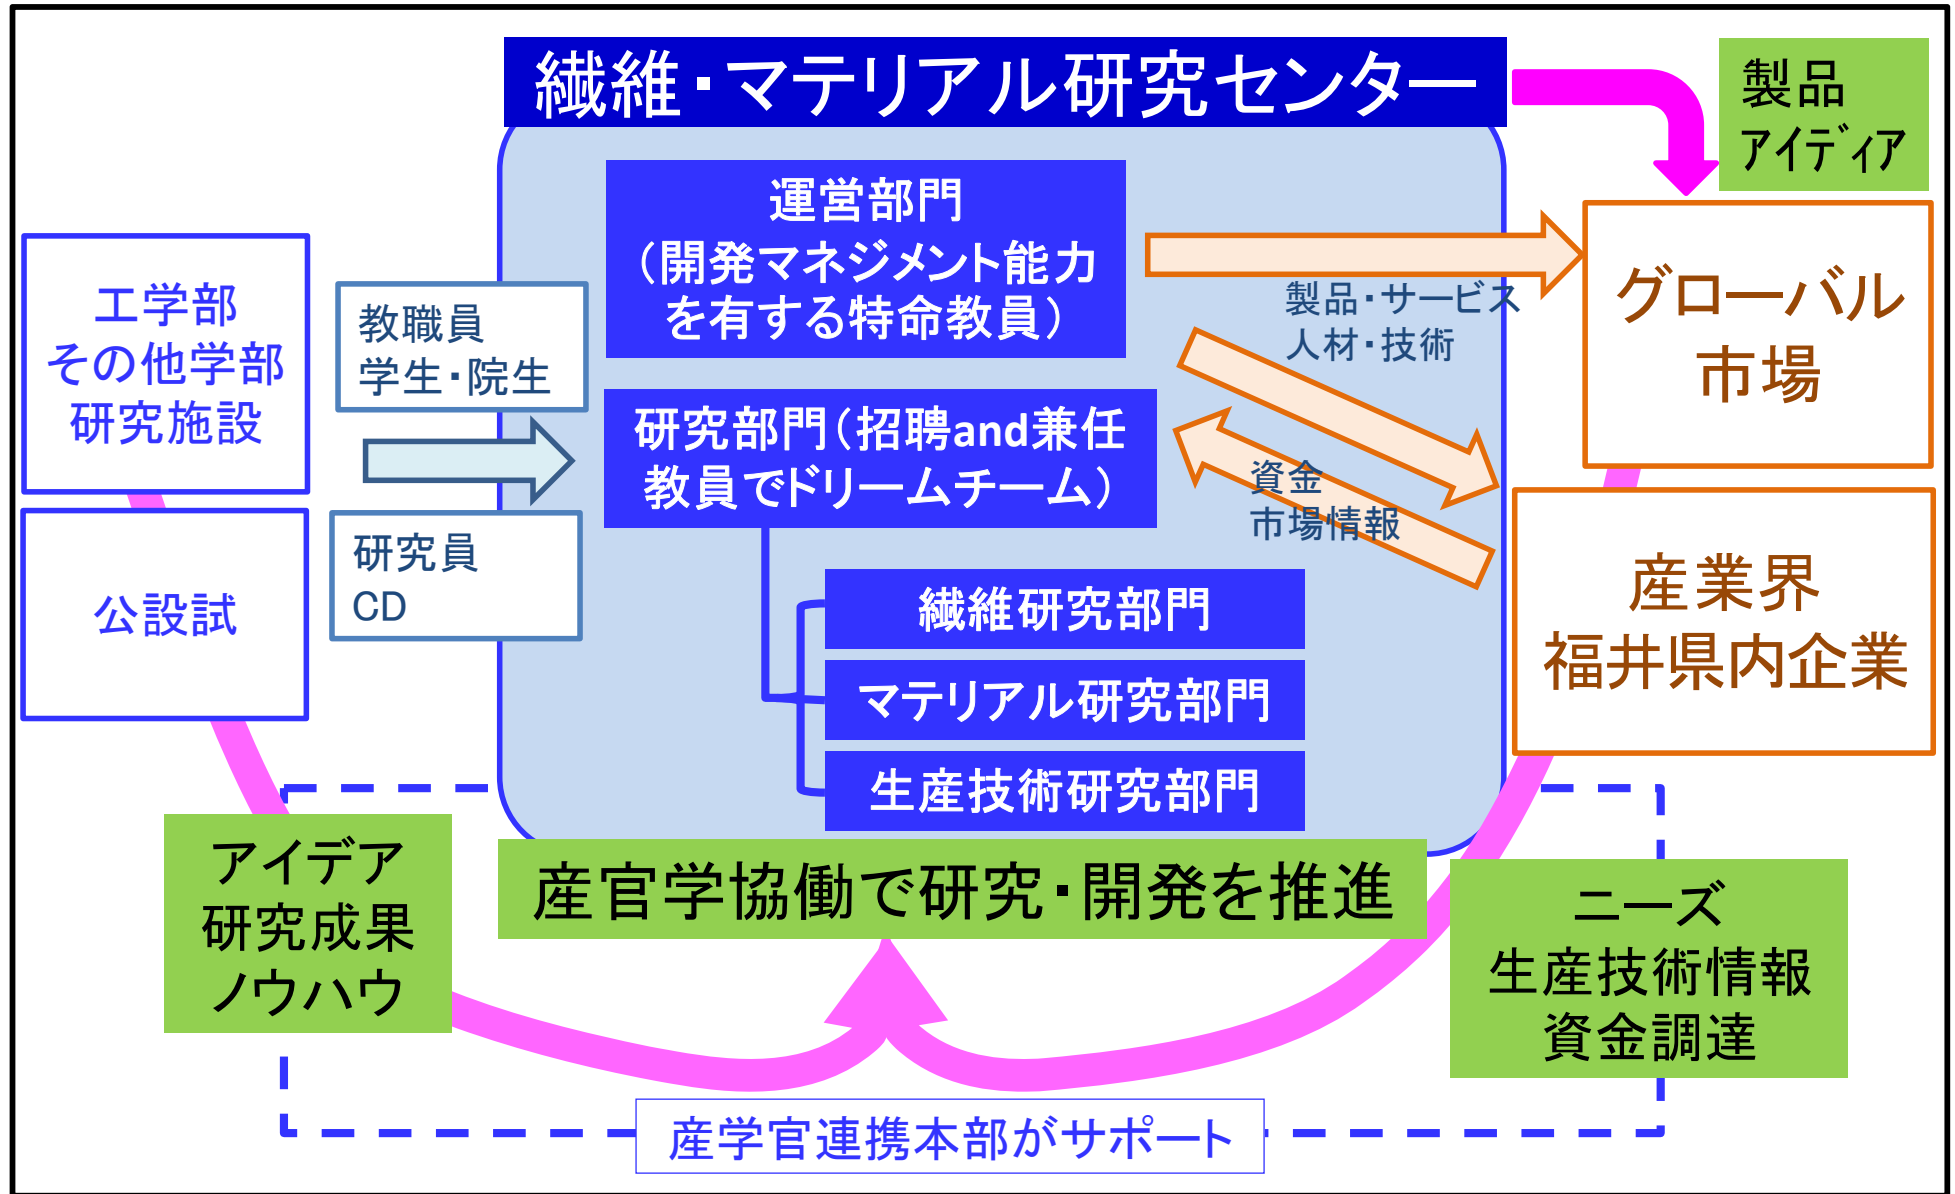 繊維・マテリアル研究センター
製品
アイディア
運営部門
（開発マネジメント能力
を有する特命教員）
工学部
その他学部
研究施設
教職員
学生・院生
製品・サービス
人材・技術
グローバル
市場
研究部門（招聘and兼任
教員でドリームチーム）
資金
市場情報
公設試
研究員
CD
産業界
福井県内企業
繊維研究部門
マテリアル研究部門
生産技術研究部門
アイデア
研究成果
ノウハウ
産官学協働で研究・開発を推進
ニーズ
生産技術情報
資金調達
産学官連携本部がサポート